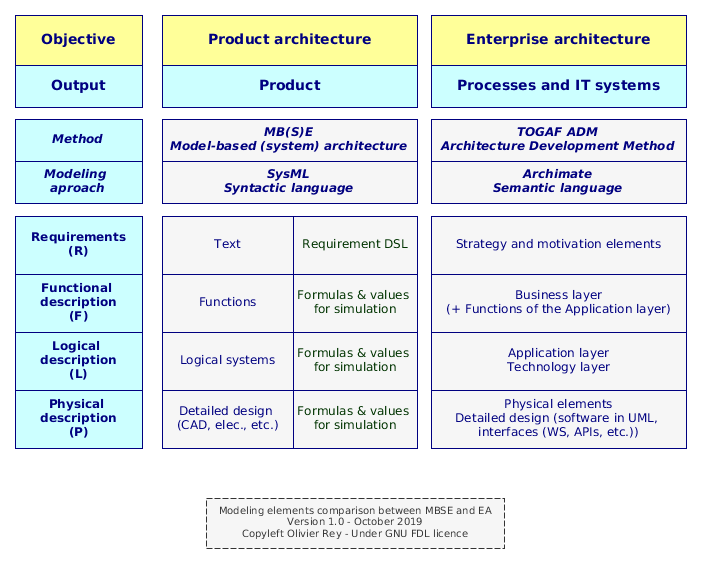 Objective
Product architecture
Enterprise architecture
Output
Product
Processes and IT systems
Method
MB(S)E
Model-based (system) architecture
TOGAF ADM
Architecture Development Method
Modeling
aproach
SysML
Syntactic language
Archimate
Semantic language
Requirements
(R)
Text
Requirement DSL
Strategy and motivation elements
Functional
description
(F)
Functions
Formulas & values
for simulation
Business layer
(+ Functions of the Application layer)
Logical
description
(L)
Logical systems
Formulas & values
for simulation
Application layer
Technology layer
Physical
description
(P)
Detailed design
(CAD, elec., etc.)
Formulas & values
for simulation
Physical elements
Detailed design (software in UML,
interfaces (WS, APIs, etc.))
Modeling elements comparison between MBSE and EA
Version 1.0 - October 2019
Copyleft Olivier Rey - Under GNU FDL licence